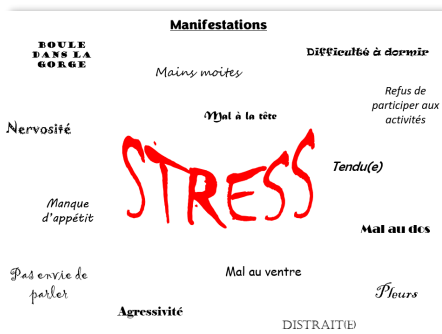 Manifestations
BOULE
DANS LA
GORGE
Difficulté à dormir
Mains moites
Refus de
participer aux
activités
Mal à la tête
Nervosité
STRESS
Tendu(e)
Manque
d'appétit
Mal au dos
Pas envie de
parler
Mal au ventre
Pleurs
Agressivité
DISTRAIT(E)